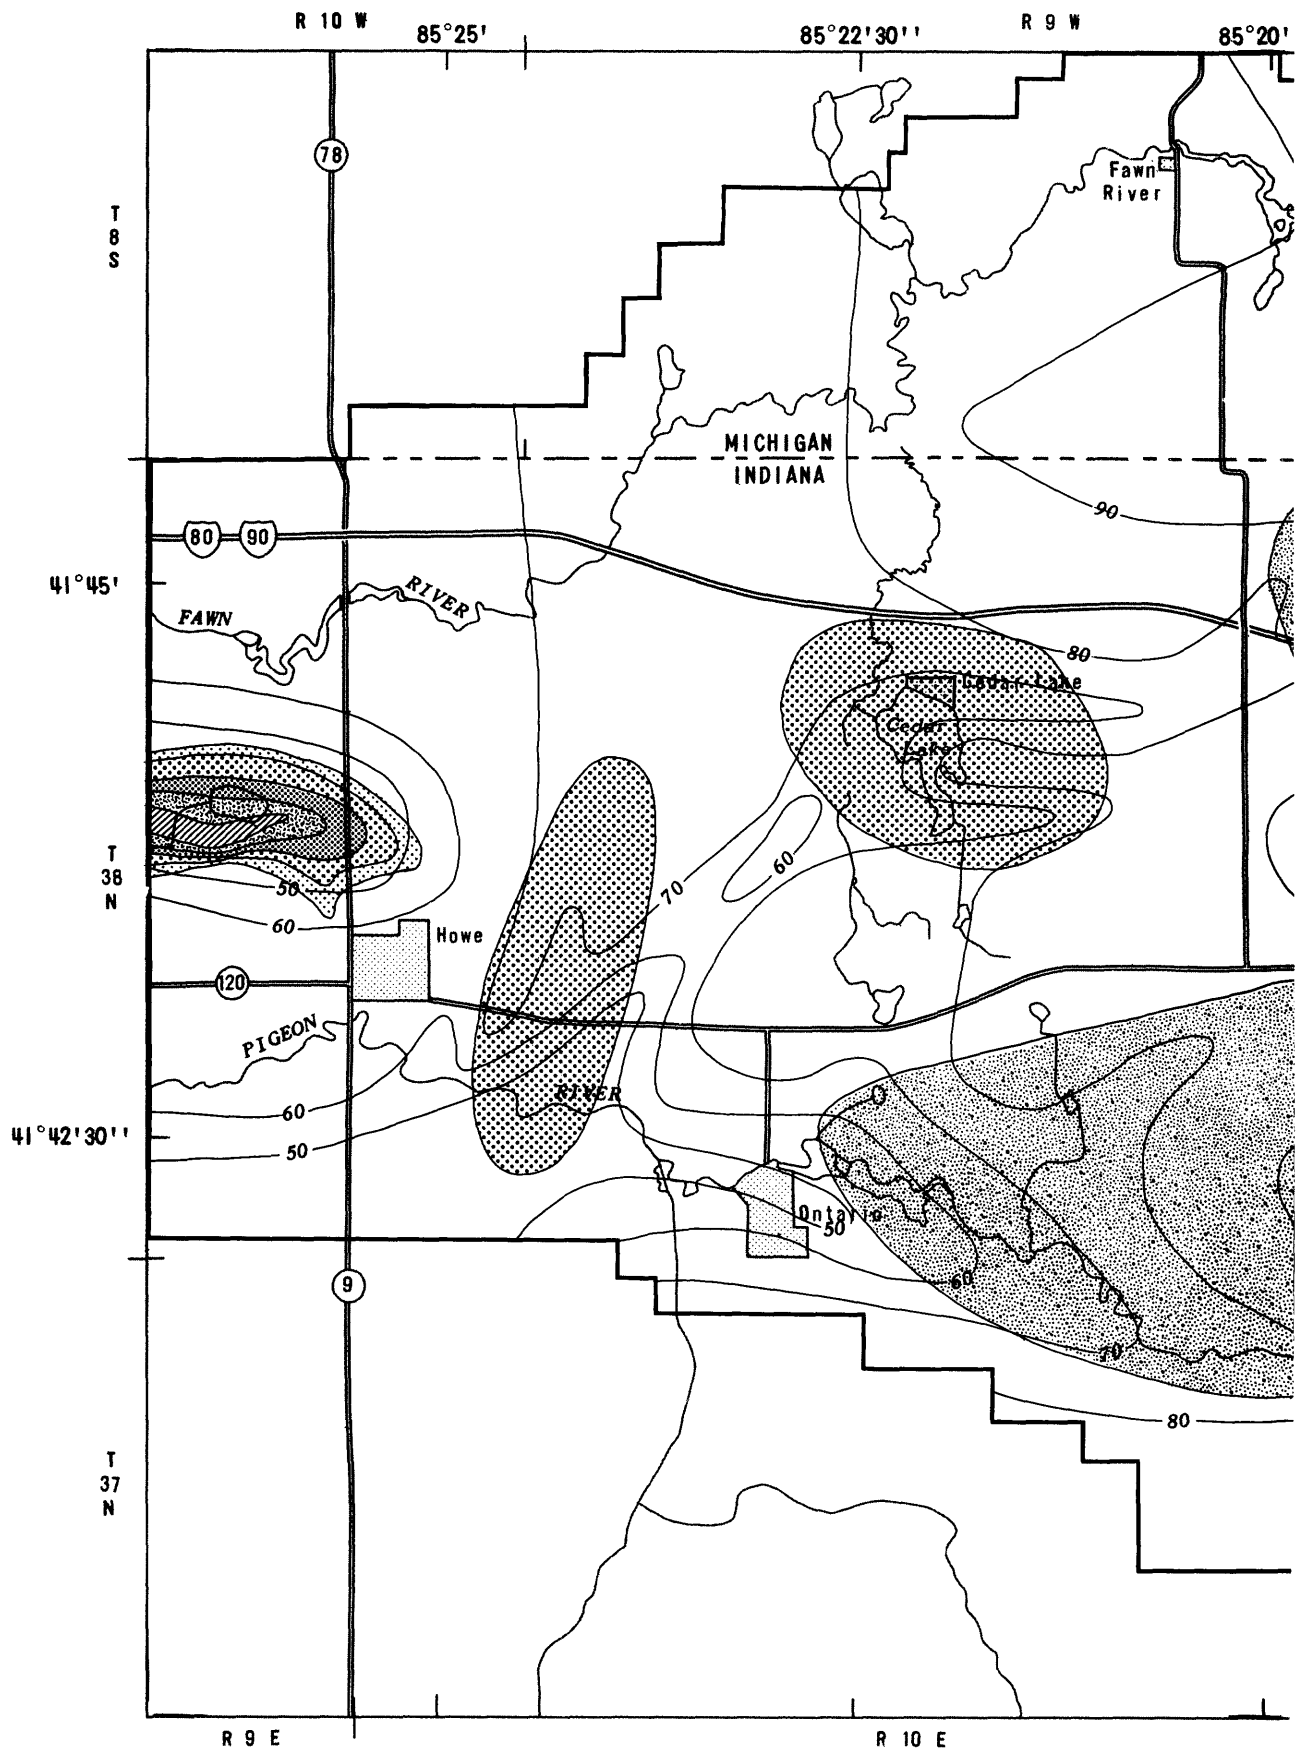 R 10 W
R 9 W
85°25'
85°22'30''
85°20'
78
Fawn
River
T
8
S
MICHIGAN
INDIANA
90
80
90
41°45'
RIVER
FAWN
80
Cedar Lake
Cedar
Lake
T
38
N
60
70
50
60
Howe
120
PIGEON
RIVER
60
41°42'30''
50
Ontario
50
60
9
70
80
T
37
N
R 9 E
R 10 E